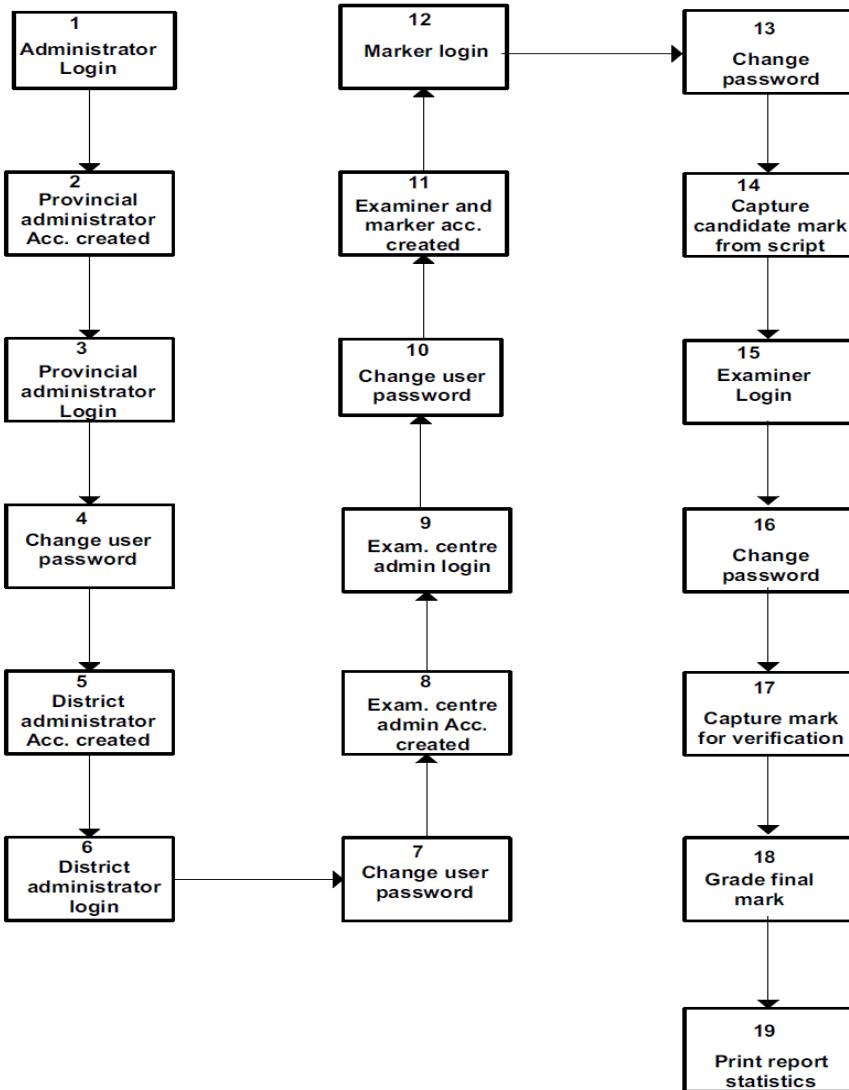 1
Administrator
Login
2
Provincial
administrator
Acc. created
3
Provincial
administrator
Login
4
Change user
password
5
District
administrator
Acc. created
6
District
administrator
login
7
Change user
password
8
Exam. centre
admin Acc.
created
9
Exam. centre
admin login
10
Change user
password
11
Examiner and
marker acc.
created
12
Marker login
13
Change
password
14
Capture
candidate mark
from script
15
Examiner
Login
16
Change
password
17
Capture mark
for verification
18
Grade final
mark
19
Print report
statistics